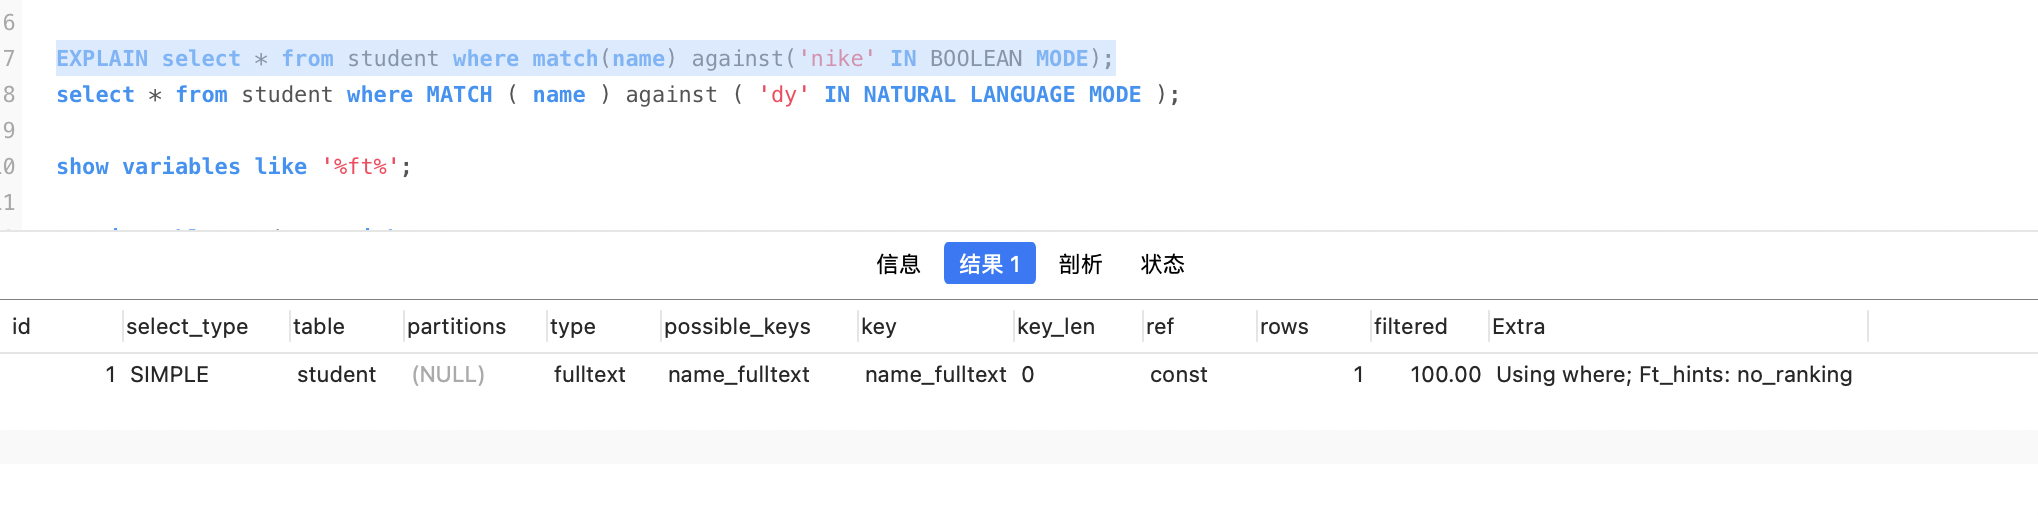 6
7 EXPLAIN select * from student where match(name) against('nike' IN BOOLEAN MODE);
8 select * from student where MATCH ( name ) against ( 'dy' IN NATURAL LANGUAGE MODE );
9
10 show variables like '%ft%';
11
信息 结果 1 剖析 状态
id select_type table partitions type possible_keys key key_len ref rows filtered Extra
1 SIMPLE student (NULL) fulltext name_fulltext name_fulltext 0 const 1 100.00 Using where; Ft_hints: no_ranking